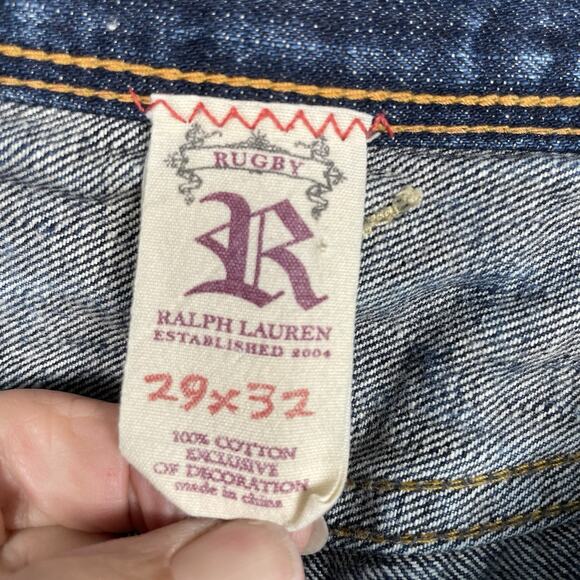 RUGBY
R
RALPH LAUREN
ESTABLISHED 2004
29x32
100% COTTON
EXCLUSIVE
OF DECORATION
made in china